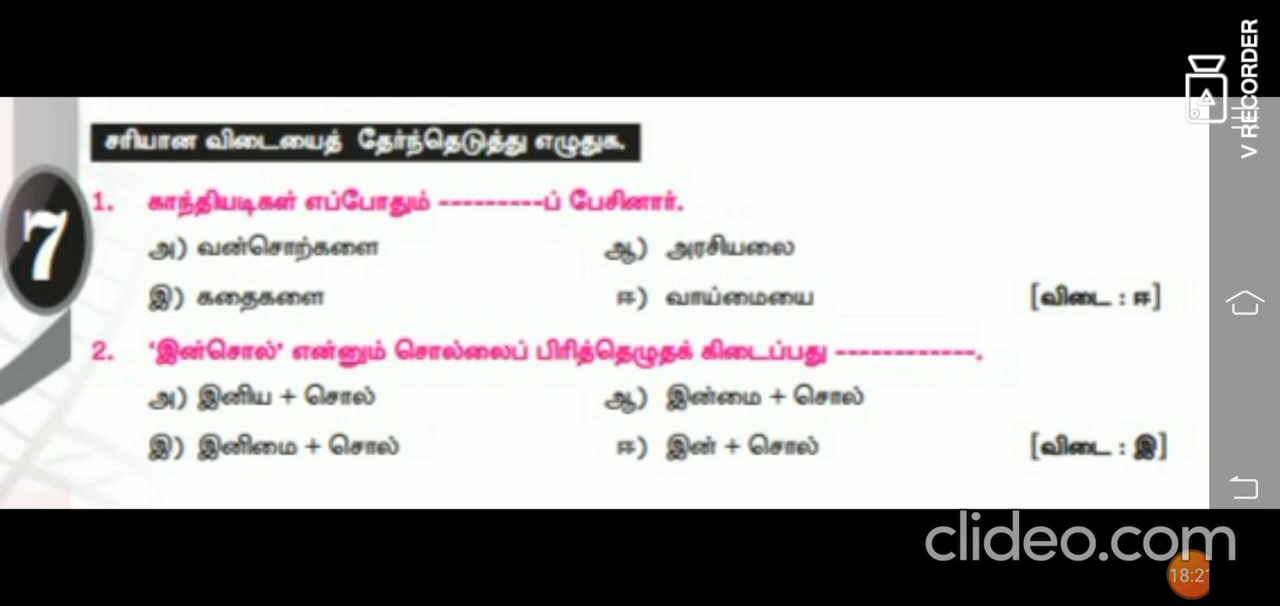 V RECORDER
சரியான விடையைத் தேர்ந்தெடுத்து எழுதுக.
7
1. காந்தியடிகள் எப்போதும் ---------ப் பேசினார்.
அ) வன்சொற்களை ஆ) அரசியலை
இ) கதைகளை ஈ) வாய்மையை [விடை : ஈ]
2. ‘இன்சொல்’ என்னும் சொல்லைப் பிரித்தெழுதக் கிடைப்பது ------------.
அ) இனிய + சொல் ஆ) இன்மை + சொல்
இ) இனிமை + சொல் ஈ) இன் + சொல் [விடை : இ]
clideo.com
18:21